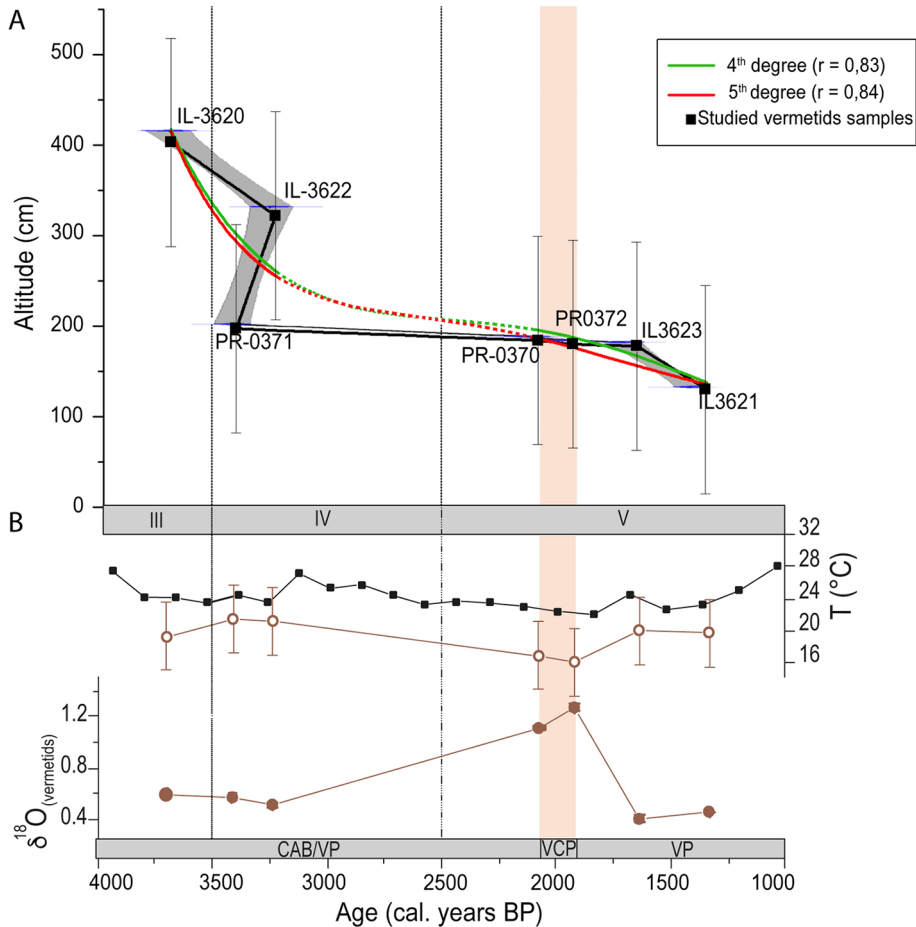 A
500
400
300
200
100
0
Altitude (cm)
4th degree (r = 0,83)
5th degree (r = 0,84)
Studied vermetids samples
IL-3620
IL-3622
PR-0371
PR-0370
PR0372
IL3623
IL3621
B
III
IV
V
32
28
24
20
16
T (°C)
1.2
0.8
0.4
δ18O(vermetids)
CAB/VP
VCP
VP
4000
3500
3000
2500
2000
1500
1000
Age (cal. years BP)